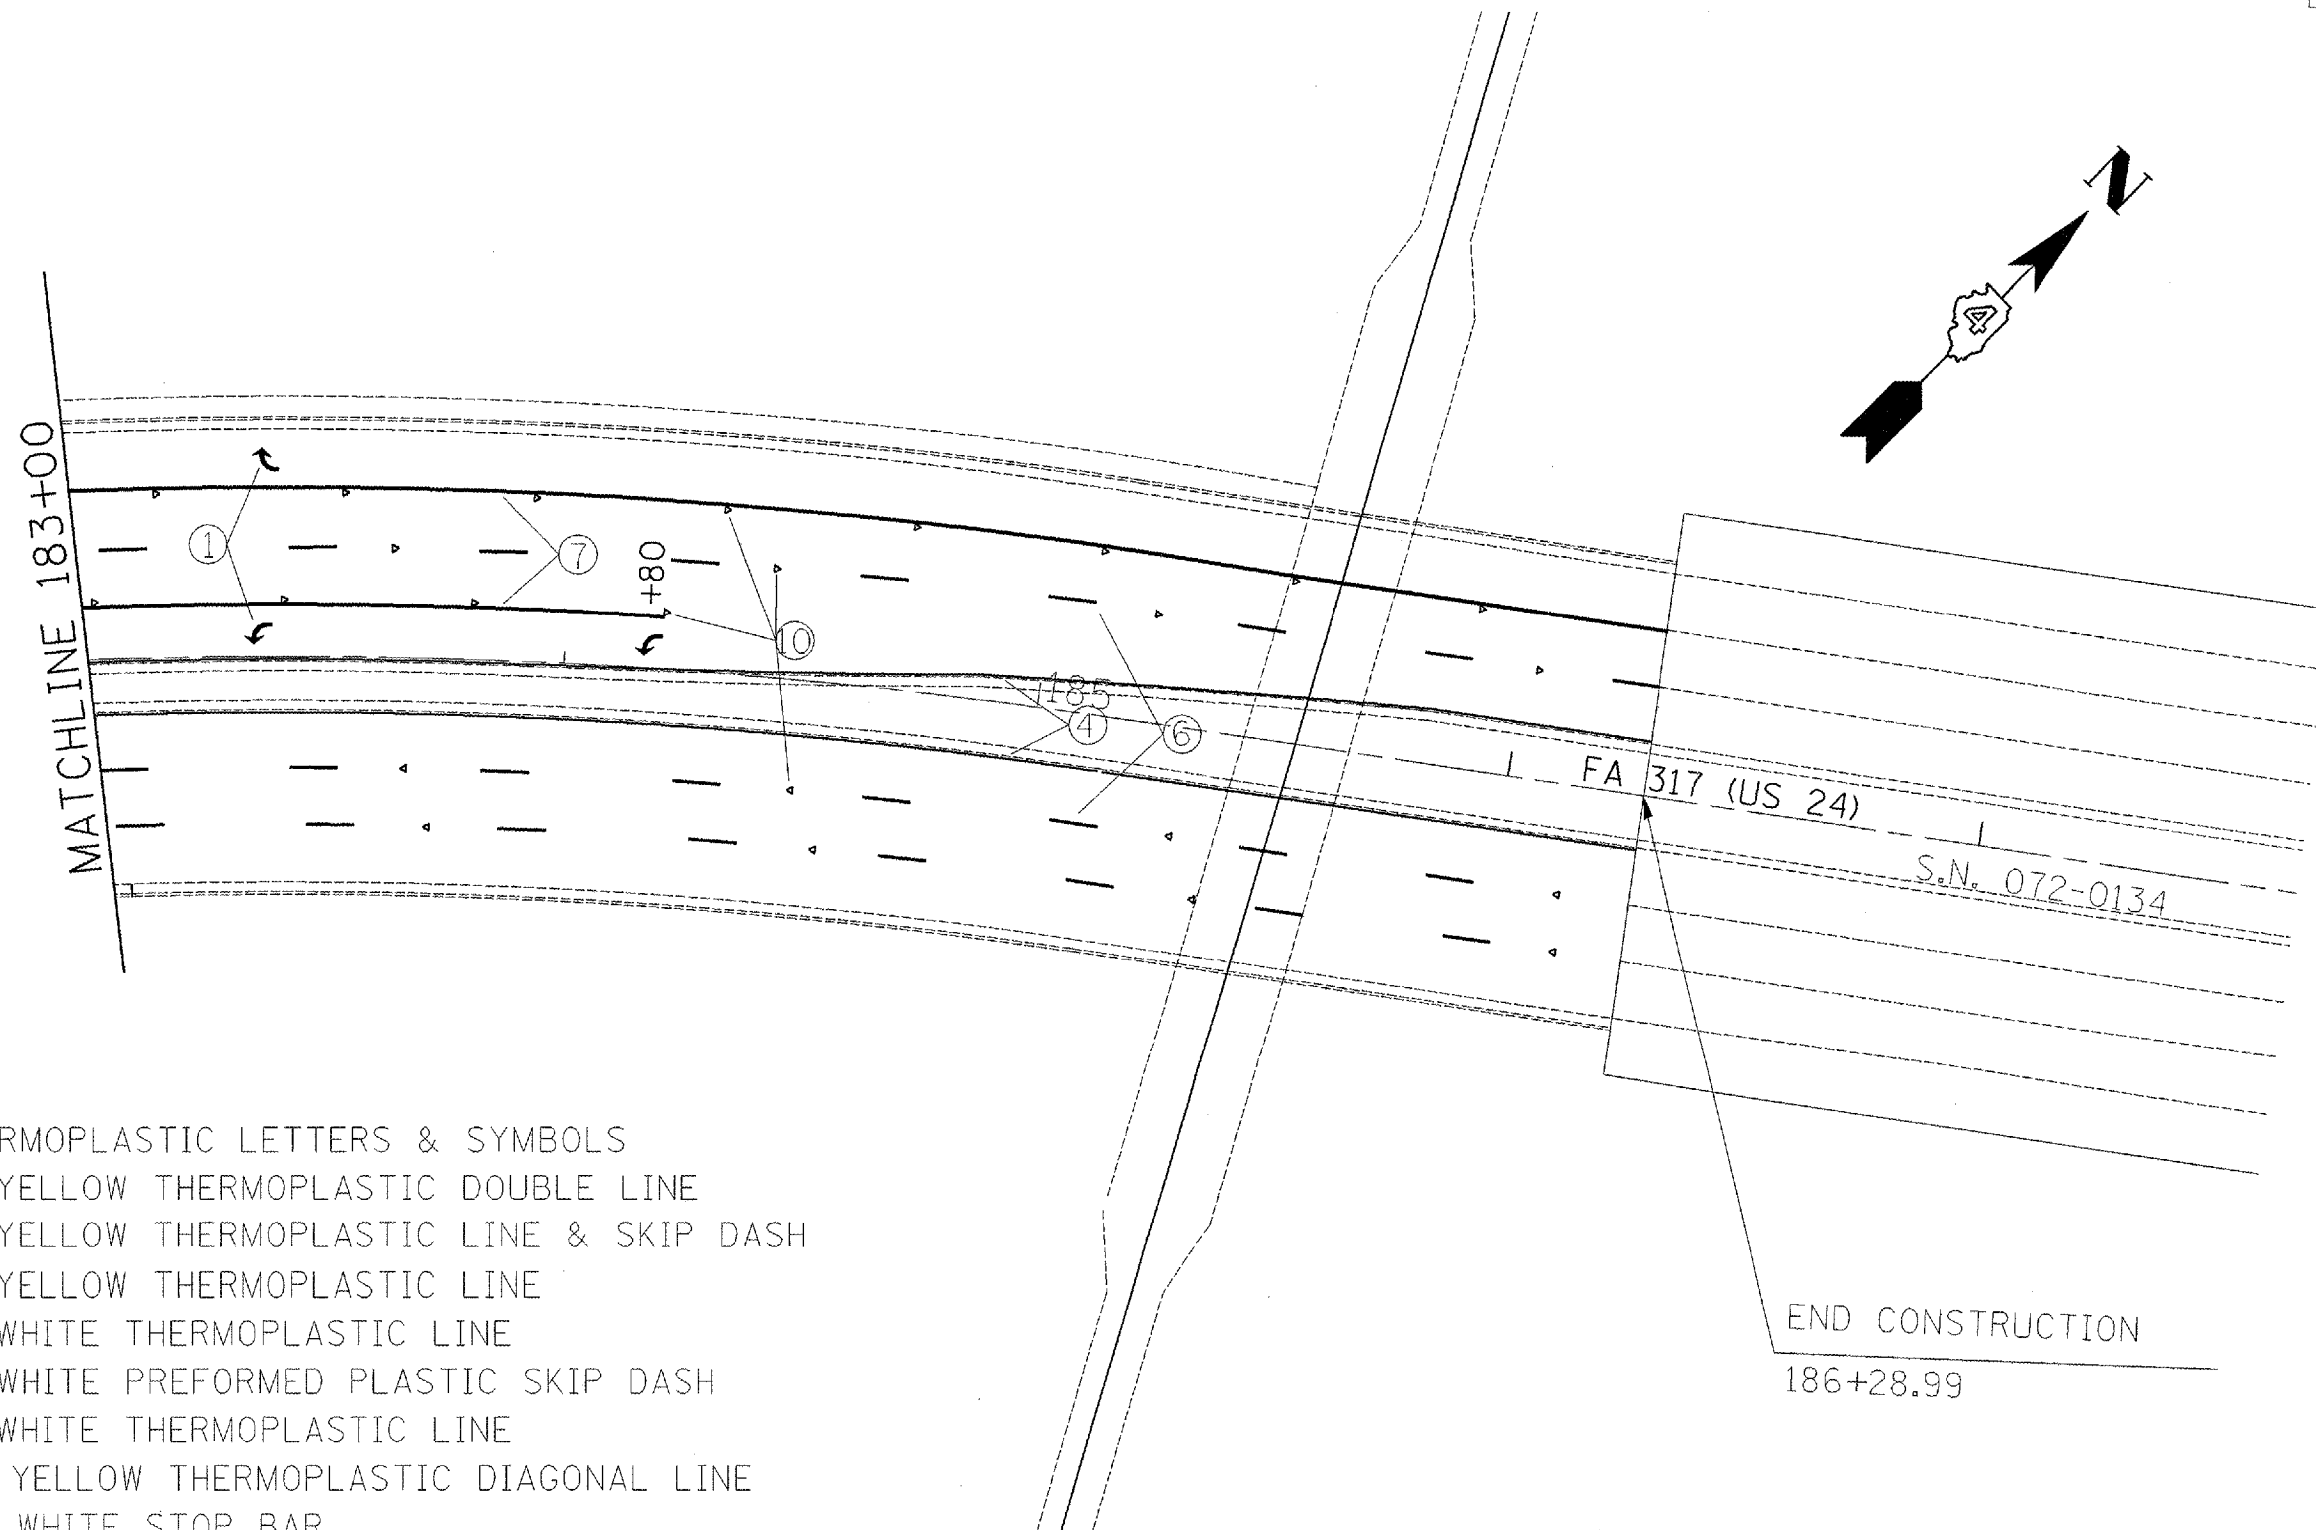 N
4
MATCHLINE 183+00
1
7
+80
10
185
4
6
FA 317 (US 24)
S.N. 072-0134
END CONSTRUCTION
186+28.99
RMOPLASTIC LETTERS & SYMBOLS
YELLOW THERMOPLASTIC DOUBLE LINE
YELLOW THERMOPLASTIC LINE & SKIP DASH
YELLOW THERMOPLASTIC LINE
WHITE THERMOPLASTIC LINE
WHITE PREFORMED PLASTIC SKIP DASH
WHITE THERMOPLASTIC LINE
YELLOW THERMOPLASTIC DIAGONAL LINE
WHITE STOP BAR